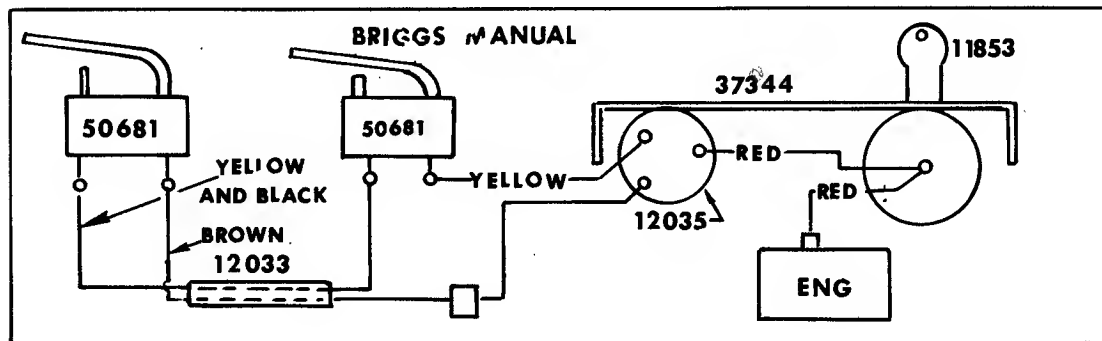 BRIGGS MANUAL
11853
37344
50681
50681
YELLOW
AND BLACK
YELLOW
RED
RED
12035
BROWN
12033
ENG